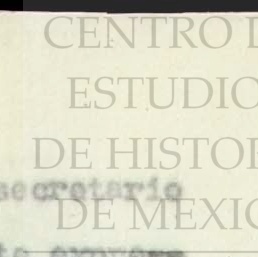 CENTRO D
ESTUDIO
DE HISTOR
secretario
DE MEXIC